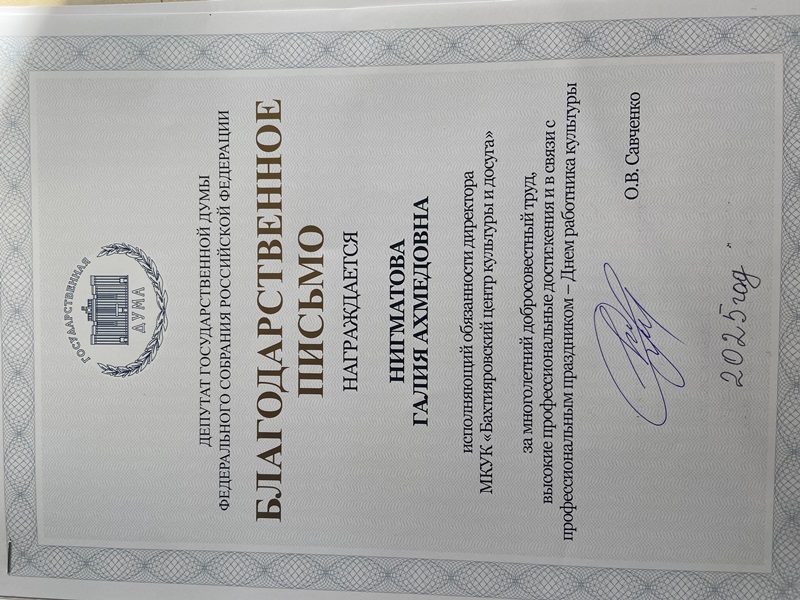 ГОСУДАРСТВЕННАЯ
ДУМА
ДЕПУТАТ ГОСУДАРСТВЕННОЙ ДУМЫ
ФЕДЕРАЛЬНОГО СОБРАНИЯ РОССИЙСКОЙ ФЕДЕРАЦИИ
БЛАГОДАРСТВЕННОЕ
ПИСЬМО
НАГРАЖДАЕТСЯ
НИГМАТОВА
ГАЛИЯ АХМЕДОВНА
исполняющий обязанности директора
МКУК «Бахтияровский центр культуры и досуга»
за многолетний добросовестный труд,
высокие профессиональные достижения и в связи с
профессиональным праздником – Днем работника культуры
О.В. Савченко
2025 год